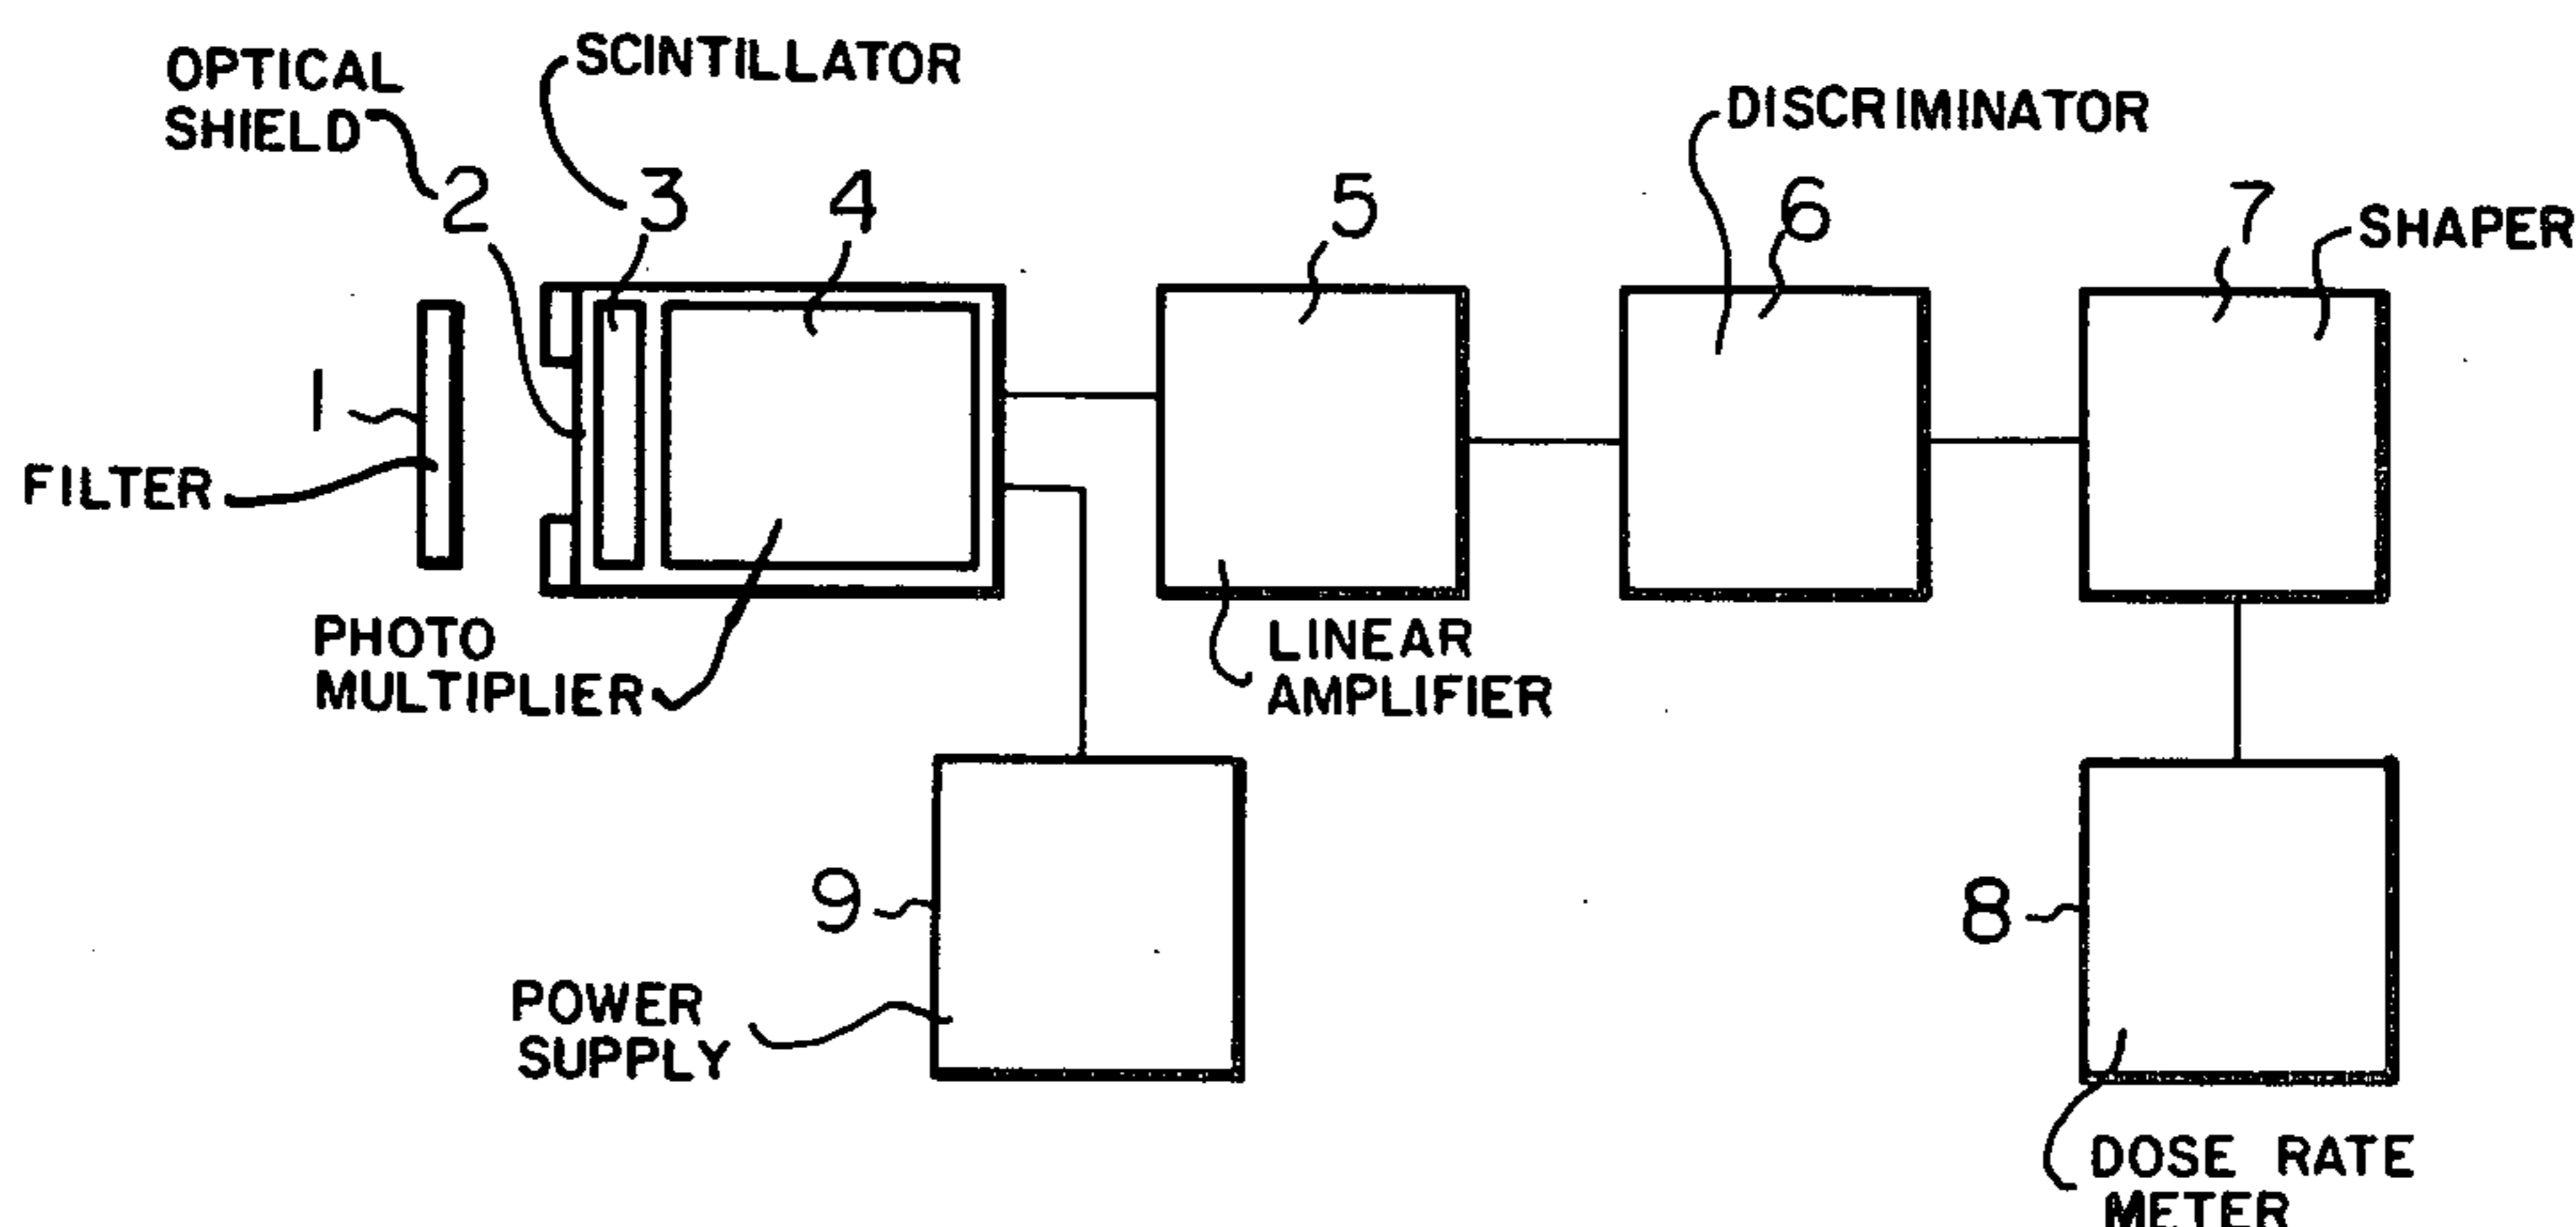 OPTICAL
SHIELD
SCINTILLATOR
DISCRIMINATOR
2
3
4
5
6
7
SHAPER
1
FILTER
PHOTO
MULTIPLIER
LINEAR
AMPLIFIER
9
8
POWER
SUPPLY
DOSE RATE
METER